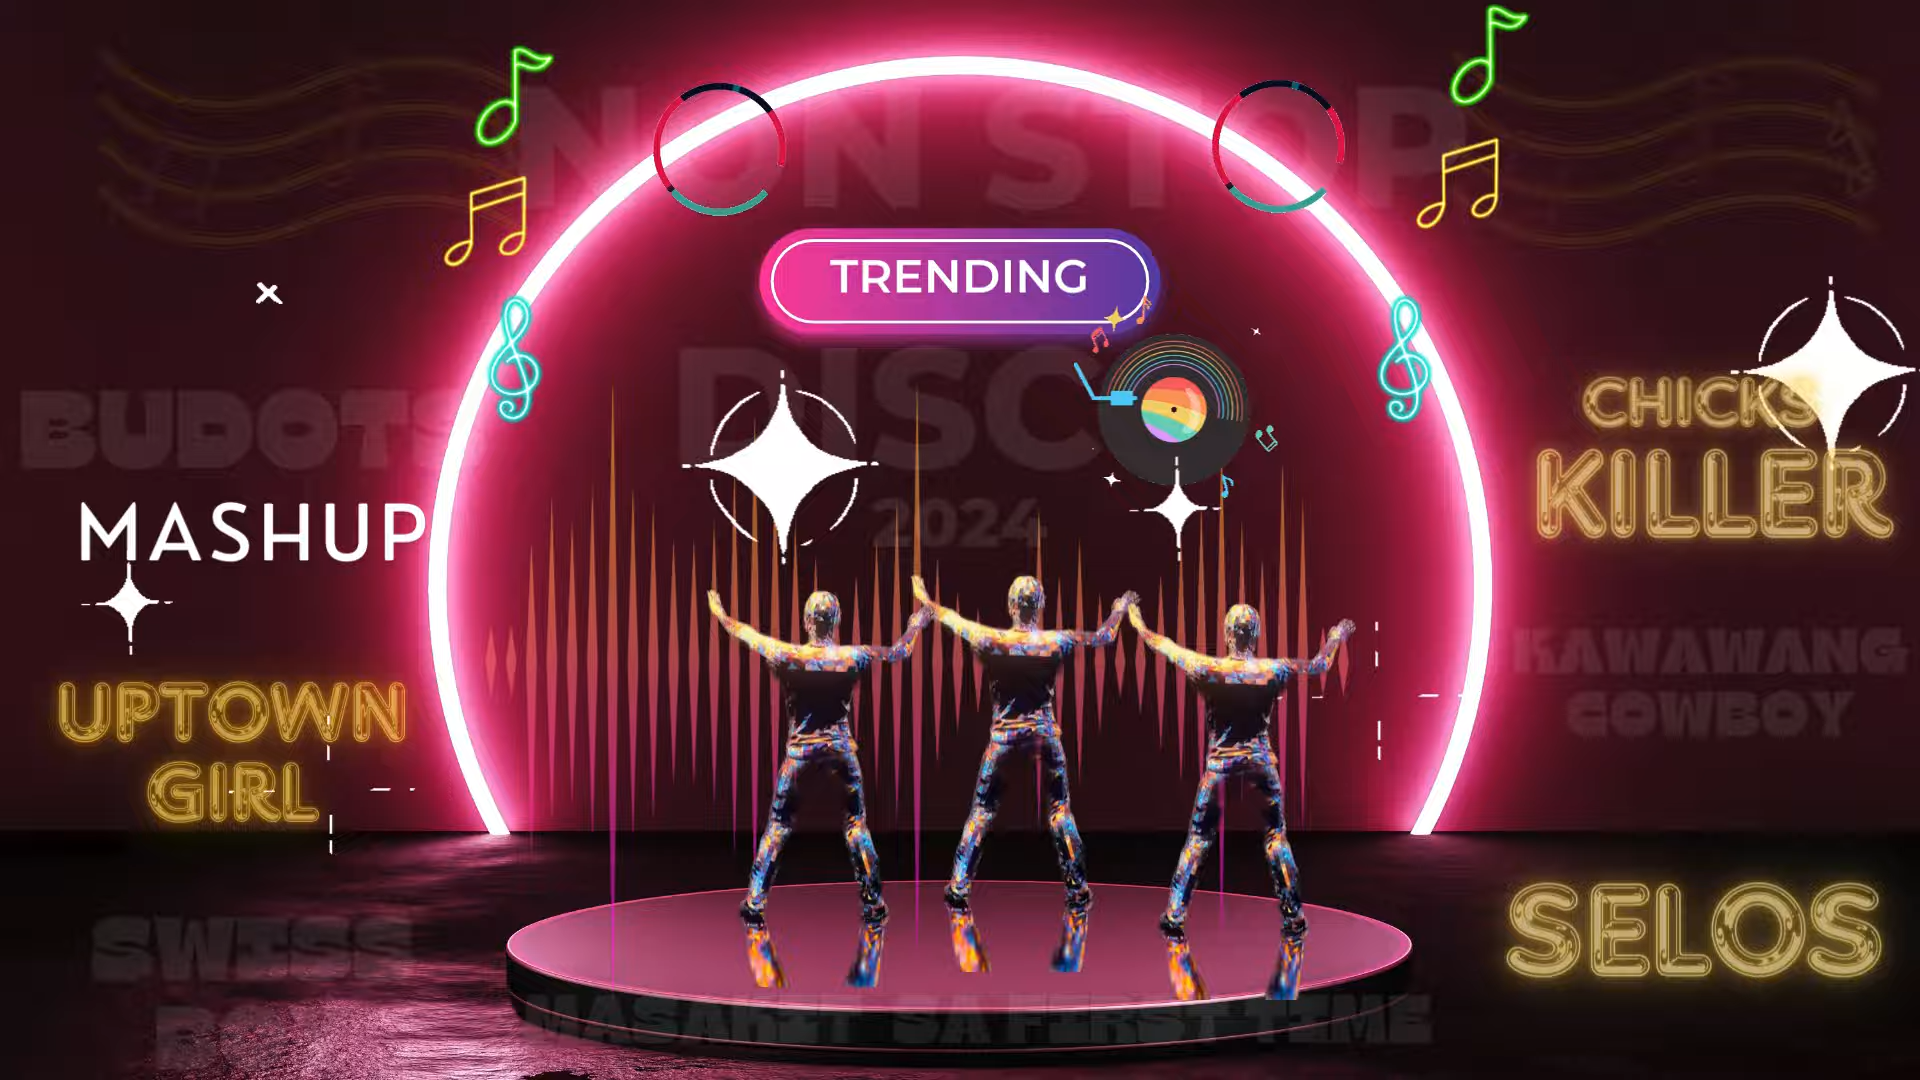 NON STOP
TRENDING
DISCO
2024
BUDOTS
MASHUP
UPTOWN
GIRL
SWISS
CHICKS
KILLER
KAWAWANG
COWBOY
SELOS
MASAKIT SA FIRST TIME